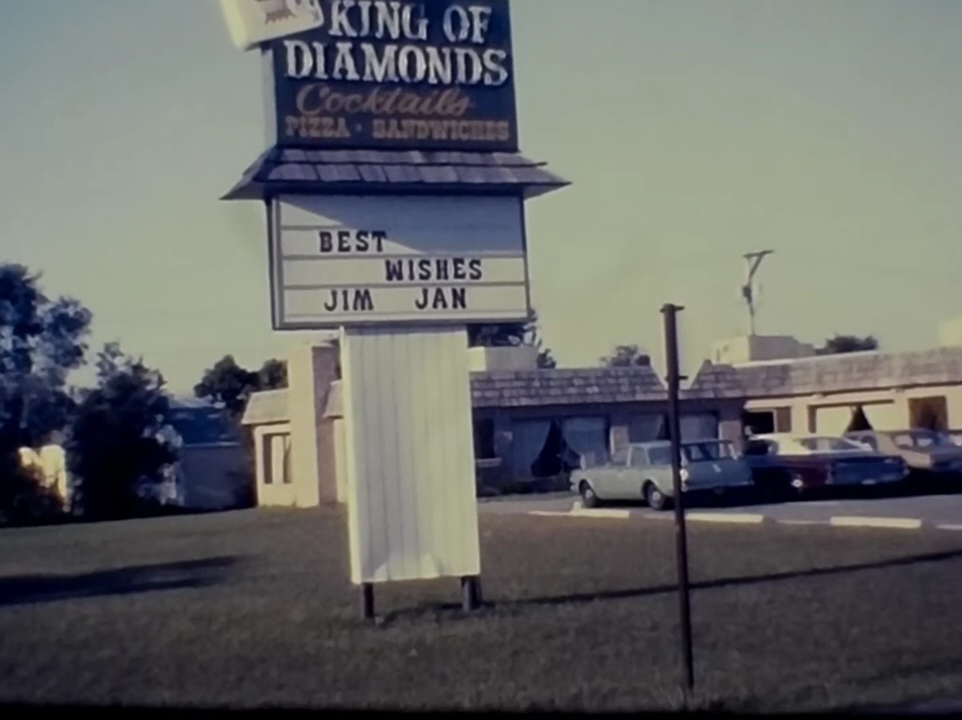 KING OF
DIAMONDS
Cocktails
PIZZA · SANDWICHES
BEST
WISHES
JIM JAN